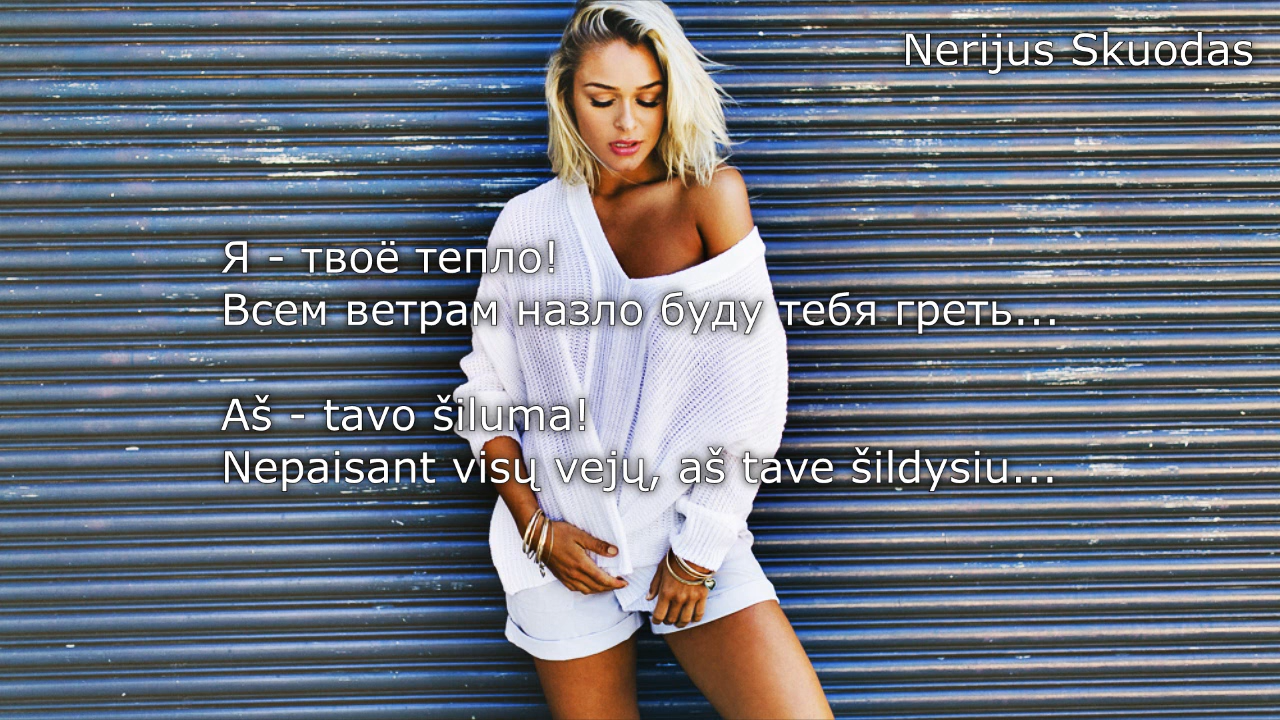 Nerijus Skuodas
Я - твоё тепло!
Всем ветрам назло буду тебя греть...
Aš - tavo šiluma!
Nepaisant visų vejų, aš tave šildysiu...